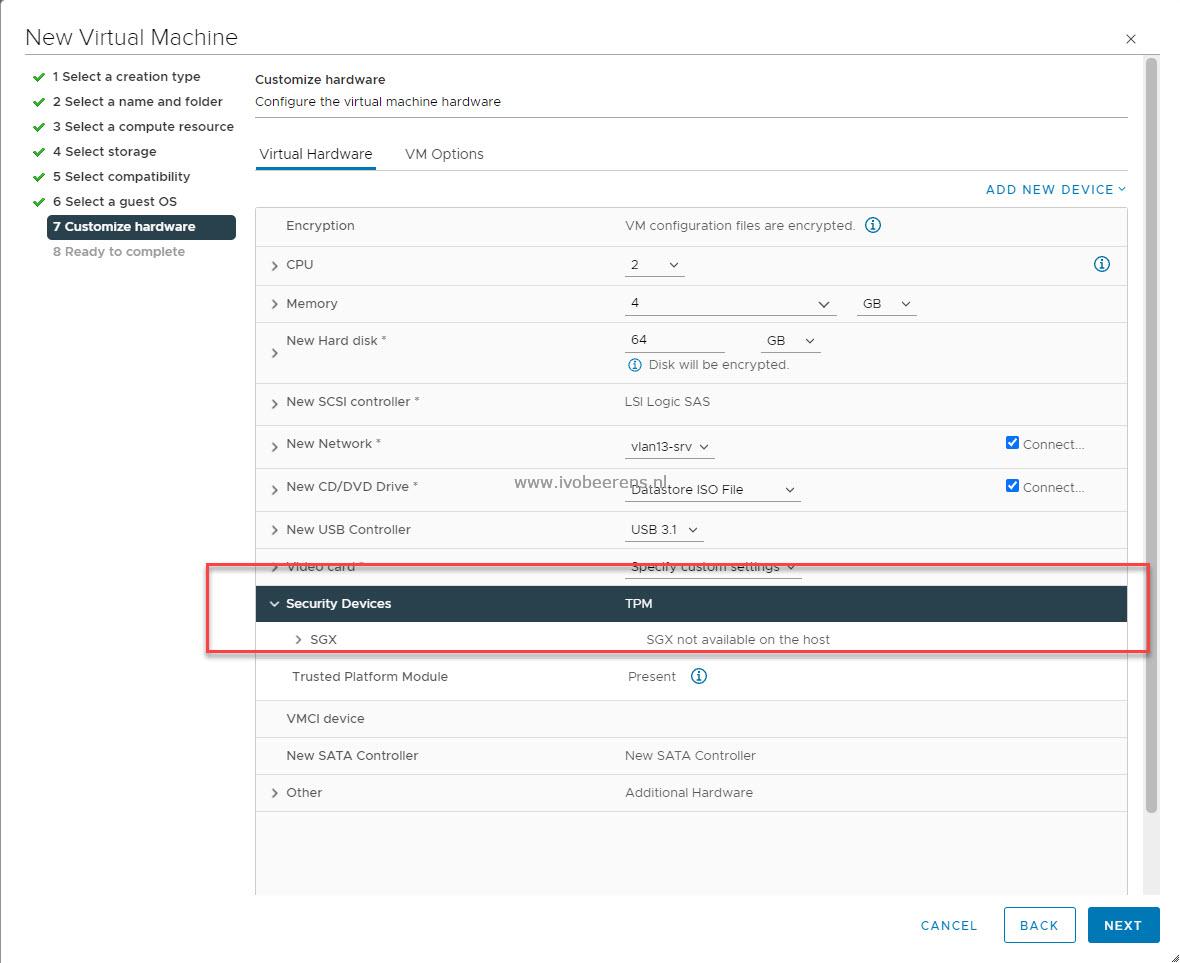 New Virtual Machine
1 Select a creation type
2 Select a name and folder
3 Select a compute resource
4 Select storage
5 Select compatibility
6 Select a guest OS
7 Customize hardware
8 Ready to complete
Customize hardware
Configure the virtual machine hardware
Virtual Hardware VM Options
ADD NEW DEVICE
Encryption VM configuration files are encrypted.
CPU 2
Memory 4 GB
New Hard disk * 64 GB
Disk will be encrypted.
New SCSI controller * LSI Logic SAS
New Network * vlan13-srv Connect...
www.ivobeerens.nl
New CD/DVD Drive * Datastore ISO File Connect...
New USB Controller USB 3.1
Video card * Specify custom settings
Security Devices TPM
SGX SGX not available on the host
Trusted Platform Module Present
VMCI device
New SATA Controller New SATA Controller
Other Additional Hardware
CANCEL BACK NEXT